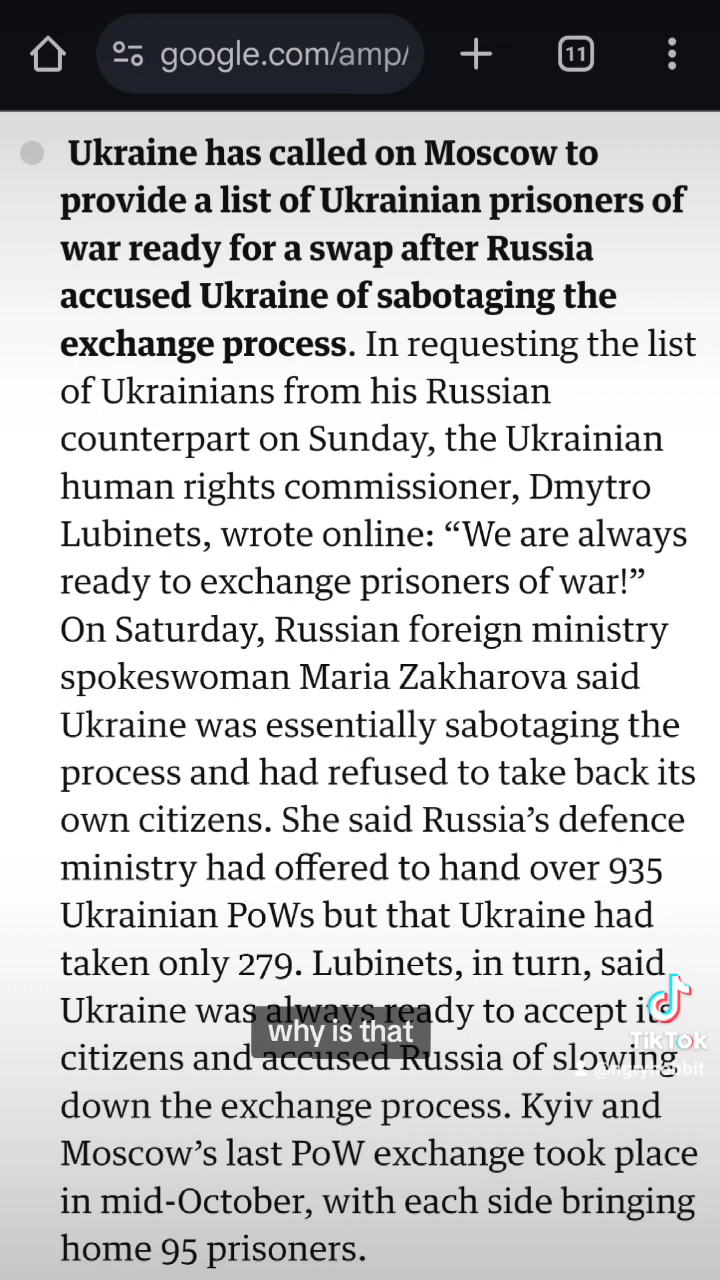 google.com/amp/
11
Ukraine has called on Moscow to
provide a list of Ukrainian prisoners of
war ready for a swap after Russia
accused Ukraine of sabotaging the
exchange process. In requesting the list
of Ukrainians from his Russian
counterpart on Sunday, the Ukrainian
human rights commissioner, Dmytro
Lubinets, wrote online: “We are always
ready to exchange prisoners of war!”
On Saturday, Russian foreign ministry
spokeswoman Maria Zakharova said
Ukraine was essentially sabotaging the
process and had refused to take back its
own citizens. She said Russia’s defence
ministry had offered to hand over 935
Ukrainian PoWs but that Ukraine had
taken only 279. Lubinets, in turn, said
Ukraine was always ready to accept its
why is that
TikTok
citizens and accused Russia of slowing
down the exchange process. Kyiv and
Moscow’s last PoW exchange took place
in mid-October, with each side bringing
home 95 prisoners.